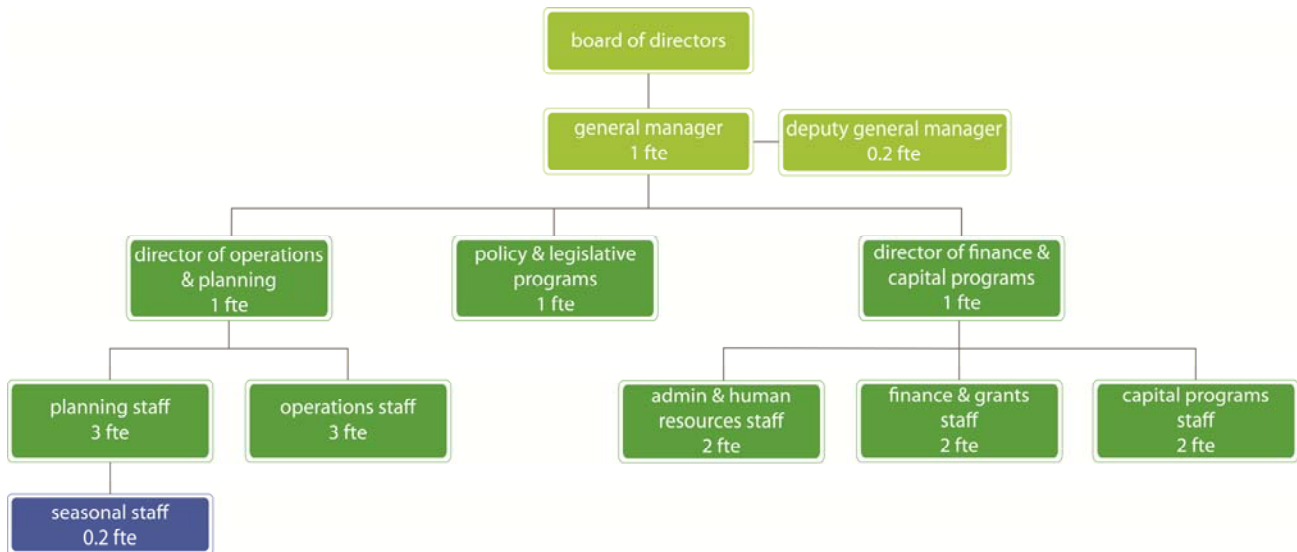 board of directors
general manager
1 fte
deputy general manager
0.2 fte
director of operations
& planning
1 fte
policy & legislative
programs
1 fte
director of finance &
capital programs
1 fte
planning staff
3 fte
operations staff
3 fte
admin & human
resources staff
2 fte
finance & grants
staff
2 fte
capital programs
staff
2 fte
seasonal staff
0.2 fte